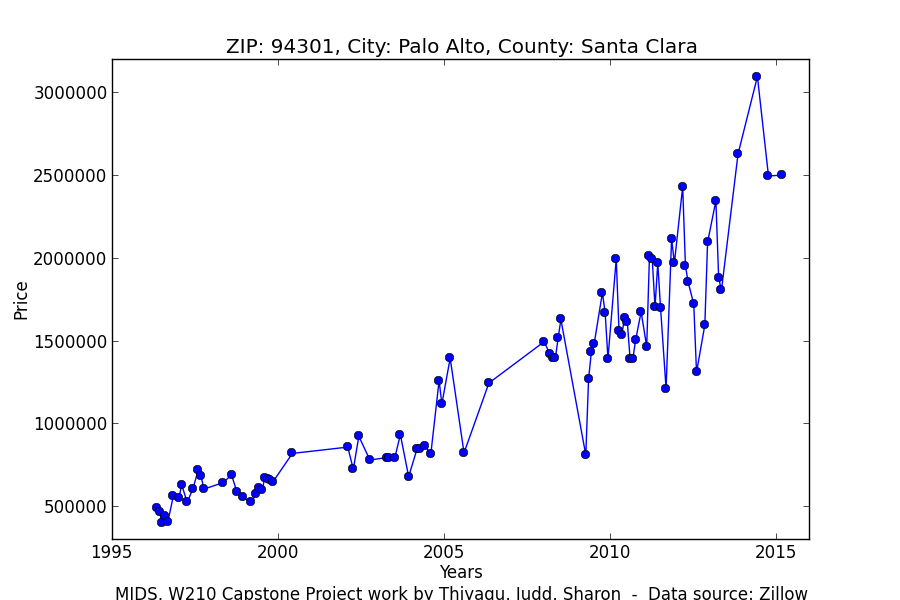 ZIP: 94301, City: Palo Alto, County: Santa Clara
3000000
2500000
2000000
1500000
1000000
500000
Price
1995 2000 2005 2010 2015
Years
MIDS, W210 Capstone Project work by Thiyagu, Judd, Sharon - Data source: Zillow